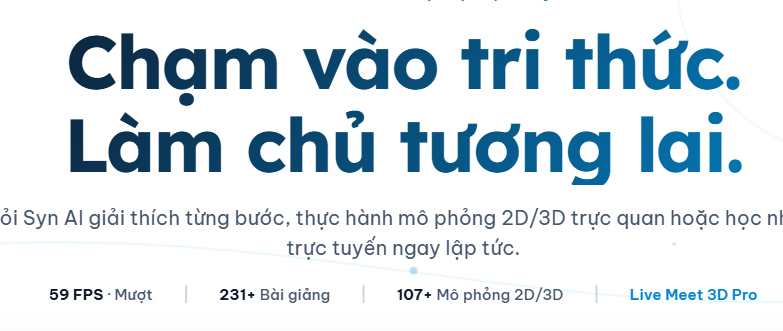 Chạm vào tri thức.
Làm chủ tương lai.
ỏi Syn AI giải thích từng bước, thực hành mô phỏng 2D/3D trực quan hoặc học nh
trực tuyến ngay lập tức.
59 FPS · Mượt | 231+ Bài giảng | 107+ Mô phỏng 2D/3D | Live Meet 3D Pro